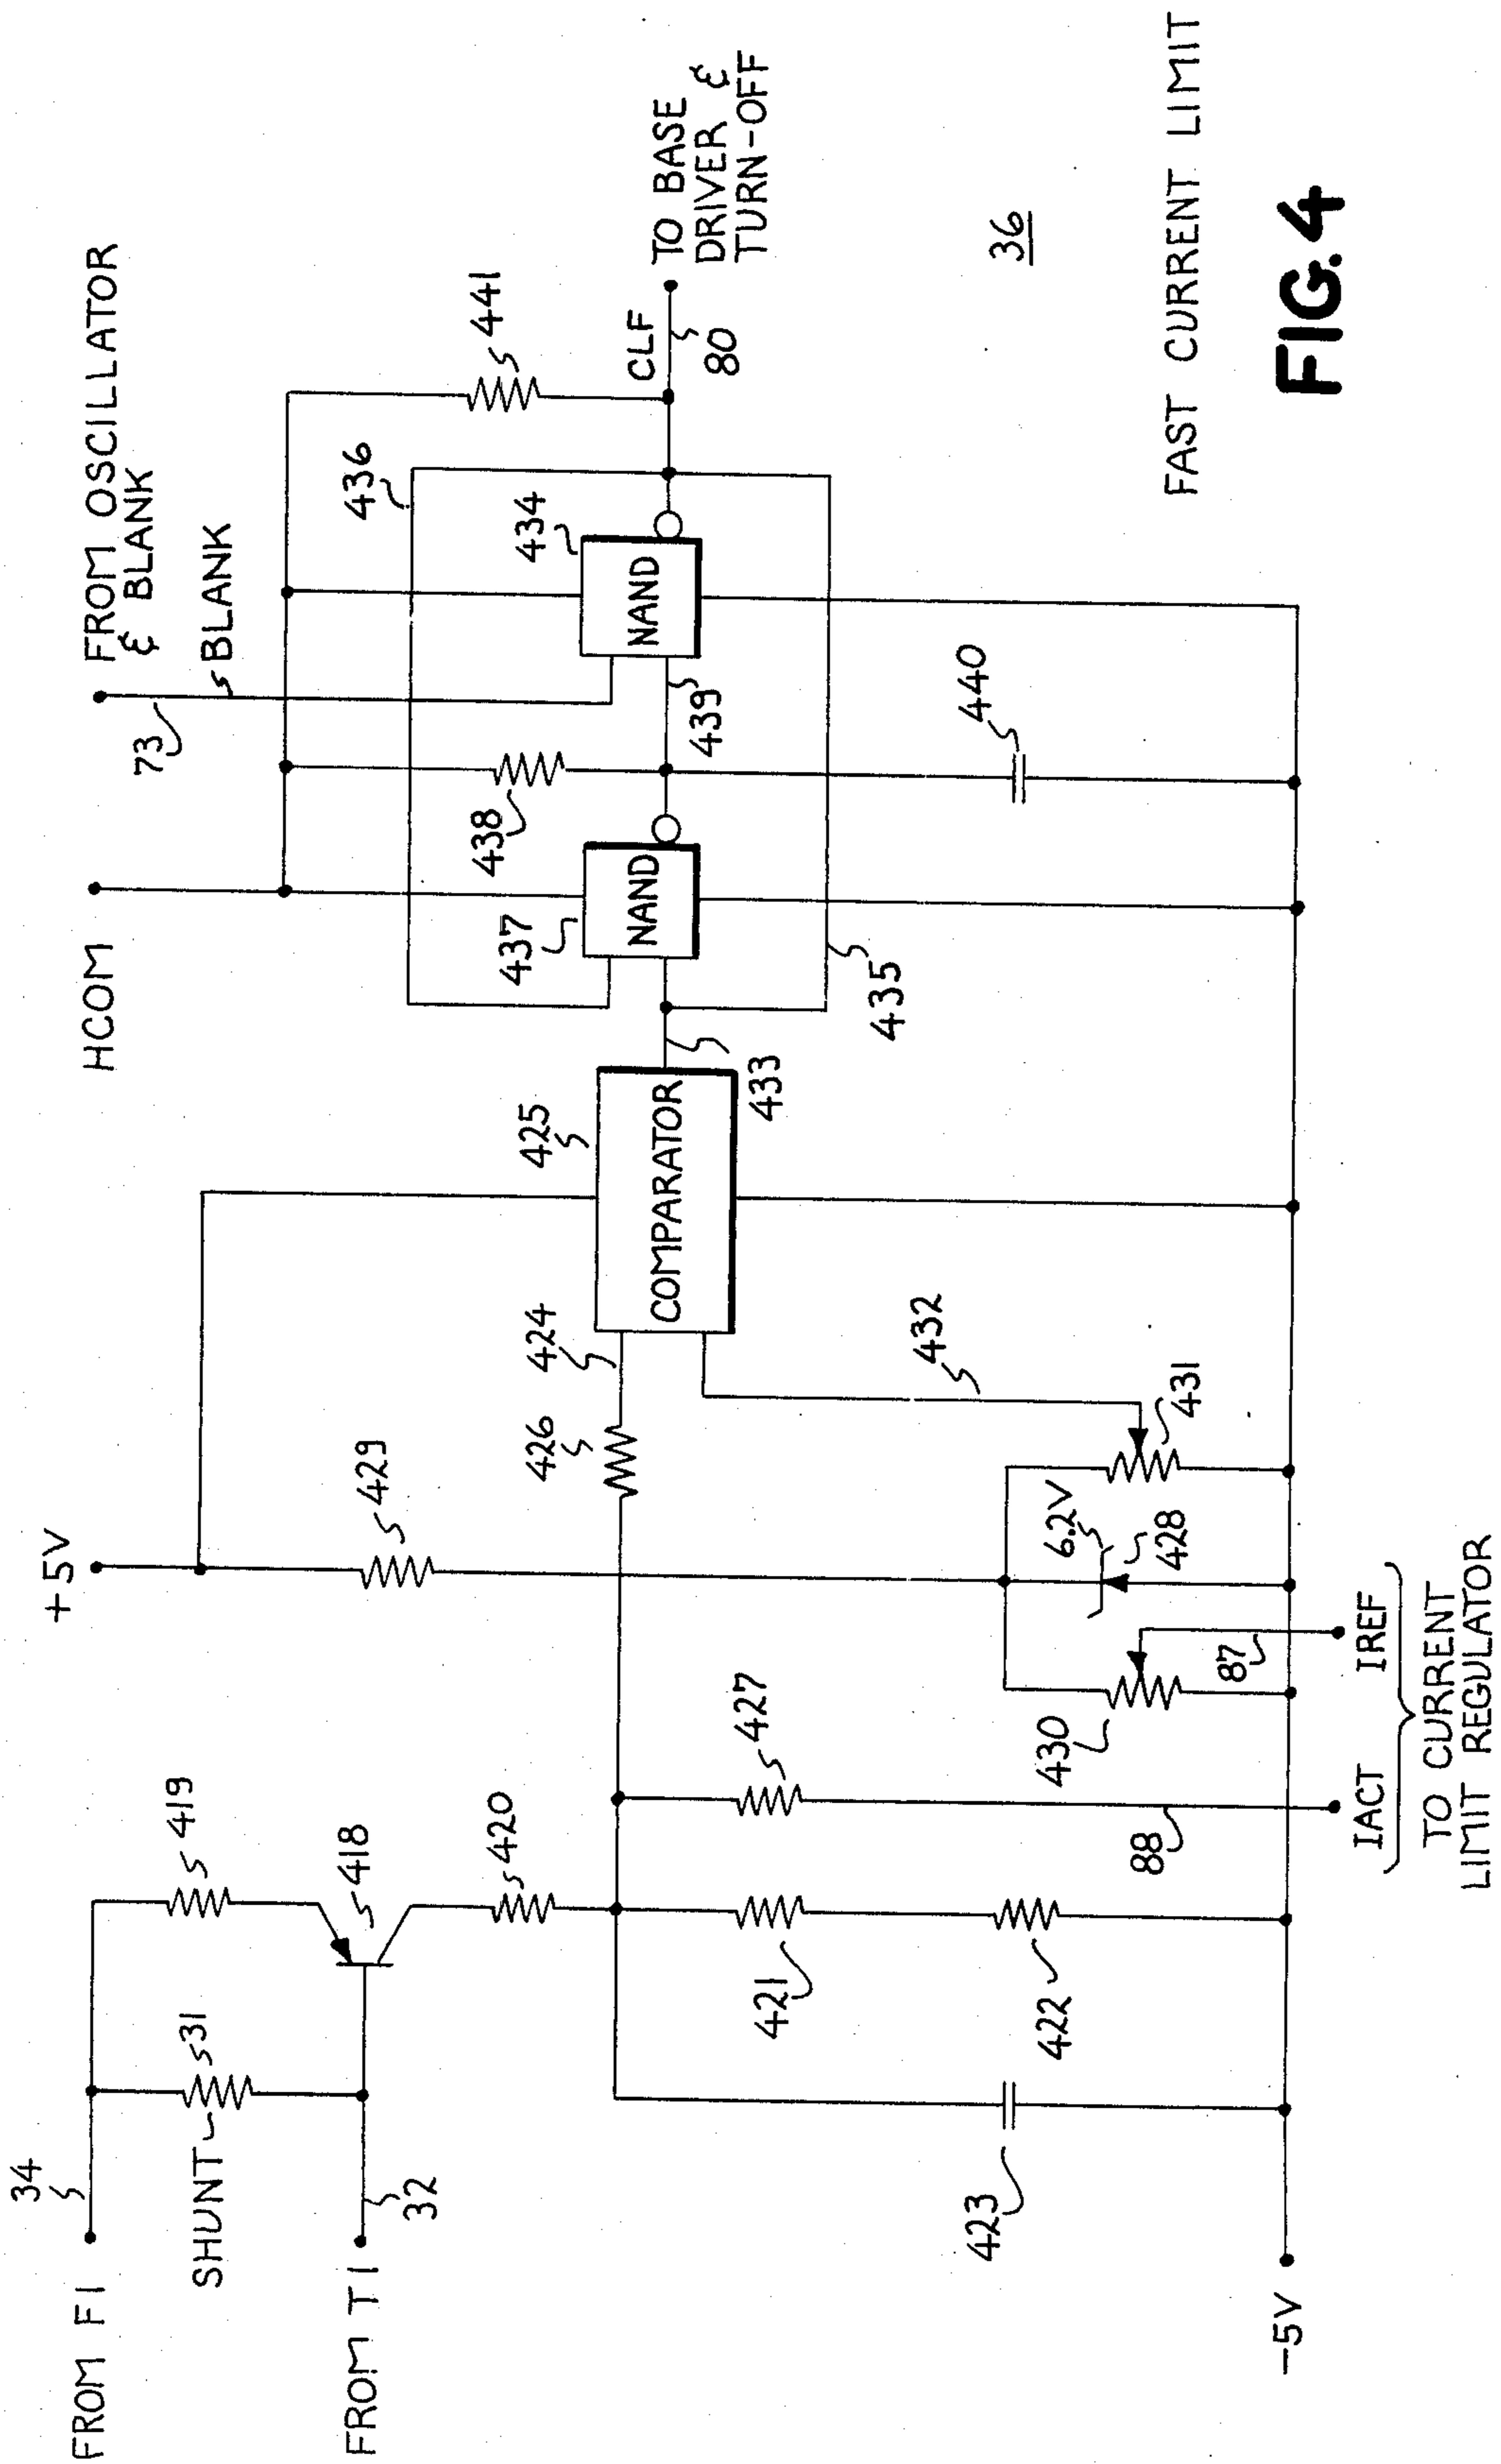 FROM F1
34
SHUNT
31
FROM T1
32
419
418
420
421
422
423
-5V
427
88
IACT
IREF
TO CURRENT
LIMIT REGULATOR
430
87
6.2V
428
431
432
+5V
429
426
424
425
COMPARATOR
433
HCOM
437
NAND
438
435
73
BLANK
FROM OSCILLATOR
& BLANK
439
440
434
NAND
436
441
CLF
80
TO BASE
DRIVER &
TURN-OFF
36
FAST CURRENT LIMIT
FIG. 4